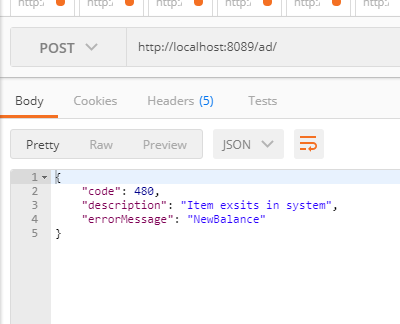 http: http: http: http: http: http:
POST http://localhost:8089/ad/
Body Cookies Headers (5) Tests
Pretty Raw Preview JSON
1 {
2 "code": 480,
3 "description": "Item exsits in system",
4 "errorMessage": "NewBalance"
5 }